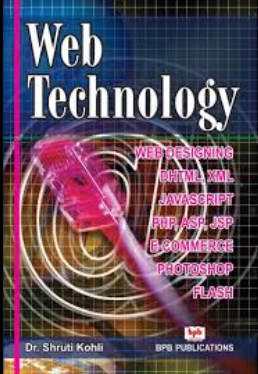 Web
Technology
WEB DESIGNING
DHTML, XML
JAVASCRIPT
PHP, ASP, JSP
E-COMMERCE
PHOTOSHOP
FLASH
bpb
Dr. Shruti Kohli
BPB PUBLICATIONS